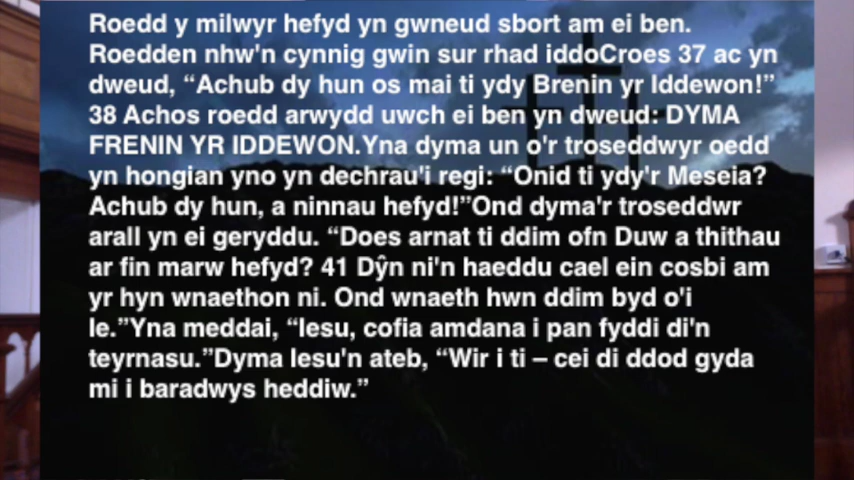 Roedd y milwyr hefyd yn gwneud sbort am ei ben.
Roedden nhw'n cynnig gwin sur rhad iddoCroes 37 ac yn
dweud, “Achub dy hun os mai ti ydy Brenin yr Iddewon!”
38 Achos roedd arwydd uwch ei ben yn dweud: DYMA
FRENIN YR IDDEWON.Yna dyma un o'r troseddwyr oedd
yn hongian yno yn dechrau'i regi: “Onid ti ydy'r Meseia?
Achub dy hun, a ninnau hefyd!”Ond dyma'r troseddwr
arall yn ei geryddu. “Does arnat ti ddim ofn Duw a thithau
ar fin marw hefyd? 41 Dŷn ni'n haeddu cael ein cosbi am
yr hyn wnaethon ni. Ond wnaeth hwn ddim byd o'i
le.”Yna meddai, “Iesu, cofia amdana i pan fyddi di'n
teyrnasu.”Dyma Iesu'n ateb, “Wir i ti – cei di ddod gyda
mi i baradwys heddiw.”